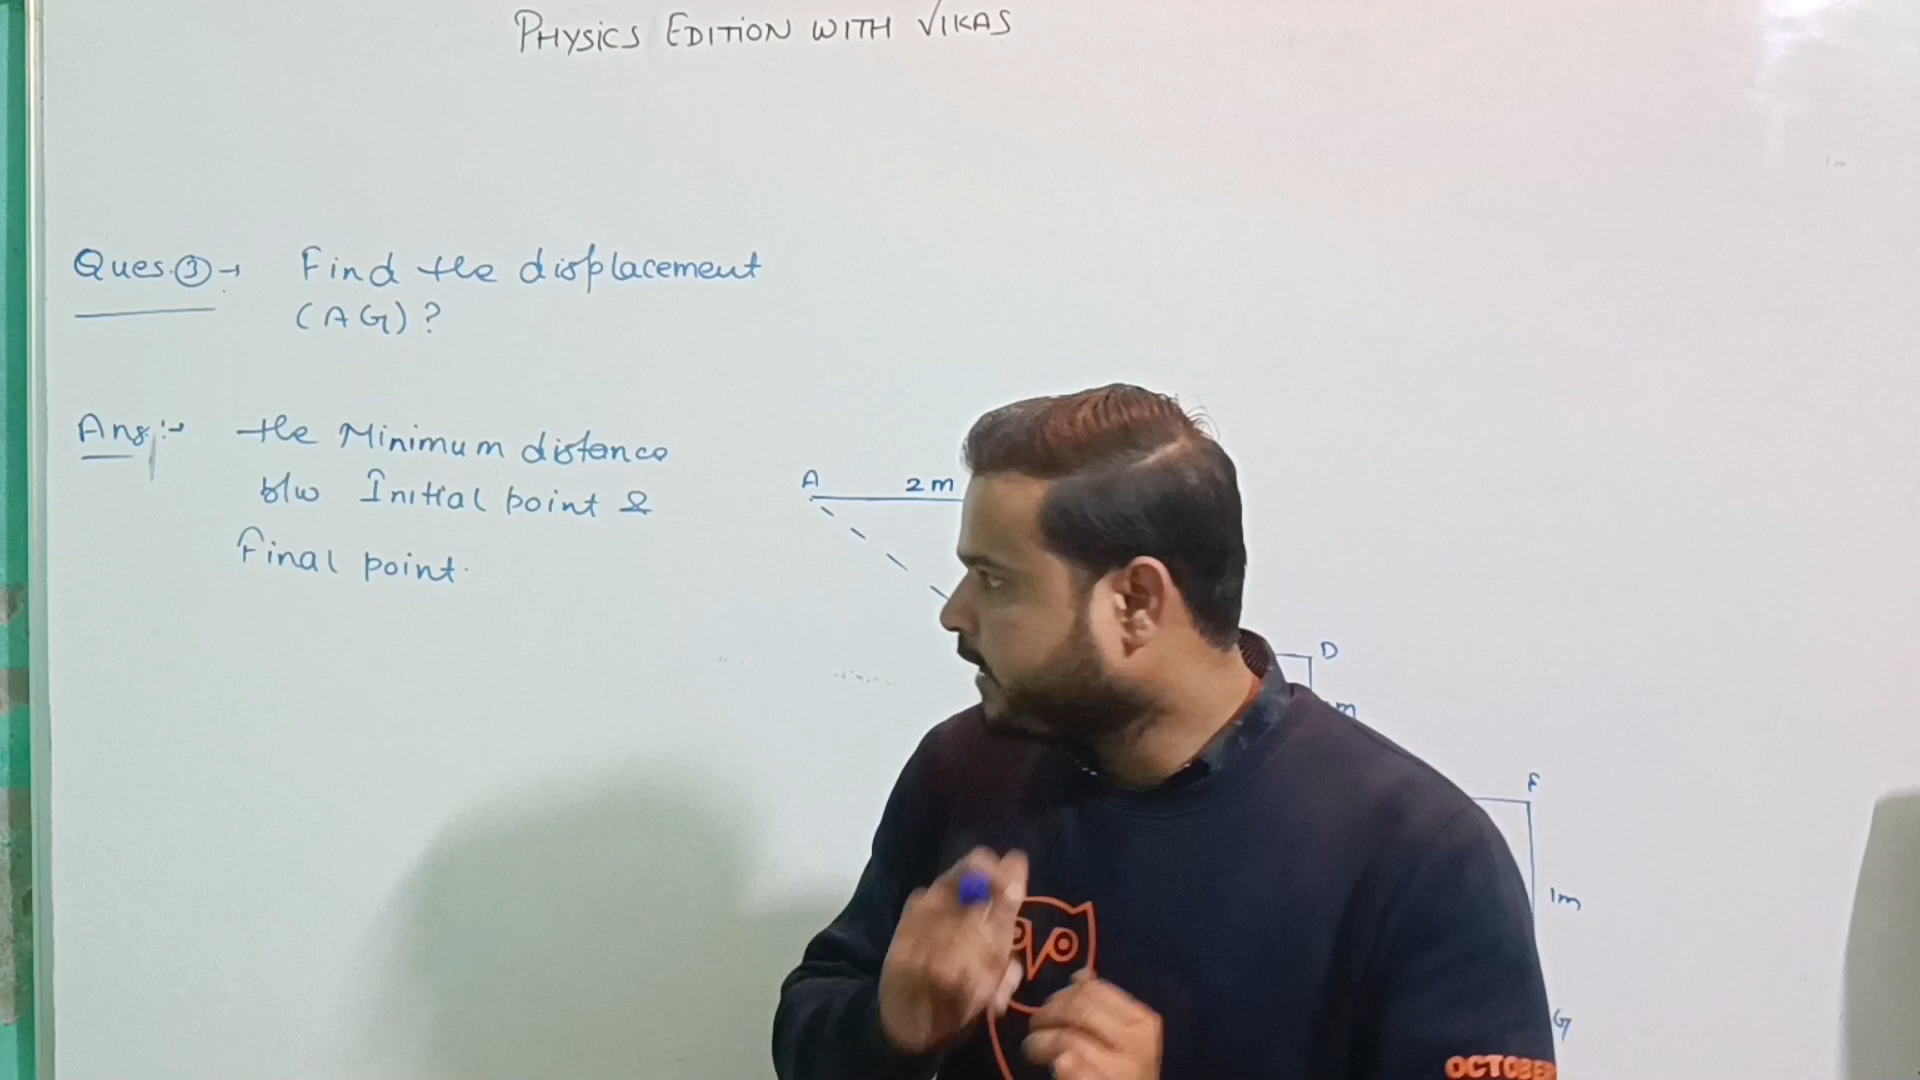 PHYSICS EDITION WITH VIKAS
Ques.③→ Find the displacement
(AG)?
Ans:→ the Minimum distance
b/w Initial point &
Final point.
A 2m
D
m
F
1m
G
OCTOBER